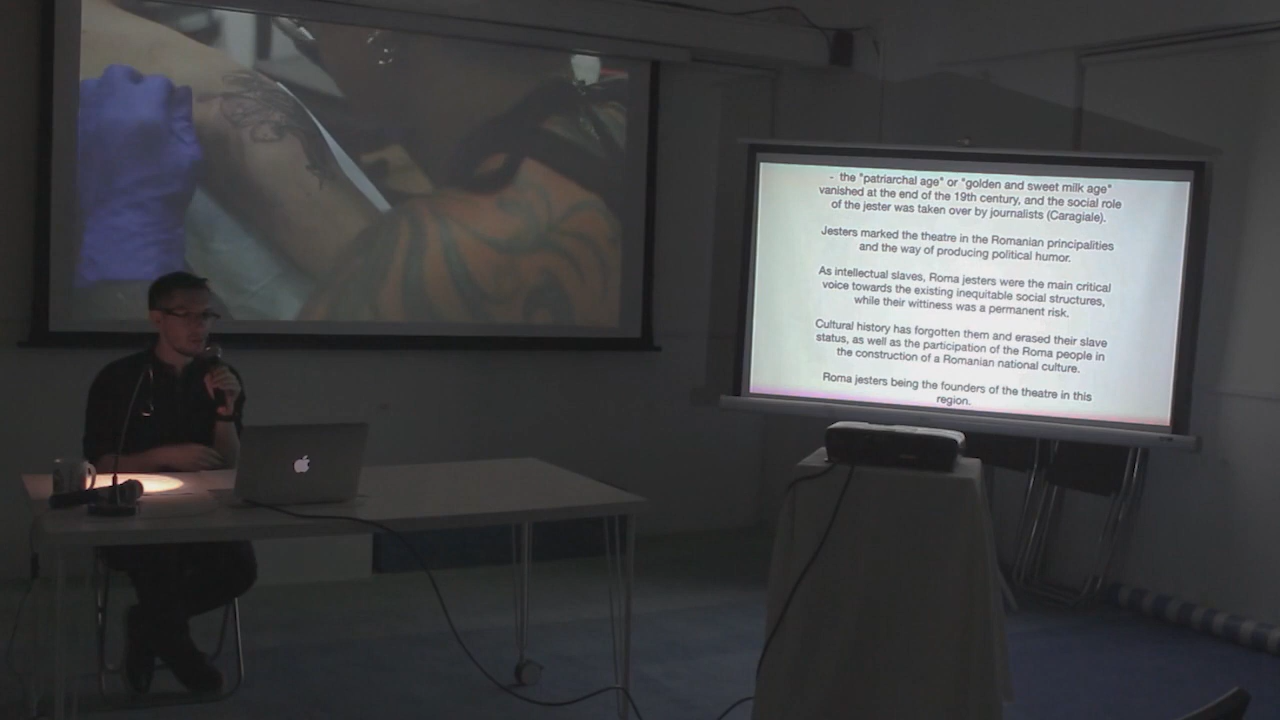 - the "patriarchal age" or "golden and sweet milk age"
vanished at the end of the 19th century, and the social role
of the jester was taken over by journalists (Caragiale).
Jesters marked the theatre in the Romanian principalities
and the way of producing political humor.
As intellectual slaves, Roma jesters were the main critical
voice towards the existing inequitable social structures,
while their wittiness was a permanent risk.
Cultural history has forgotten them and erased their slave
status, as well as the participation of the Roma people in
the construction of a Romanian national culture.
Roma jesters being the founders of the theatre in this
region.